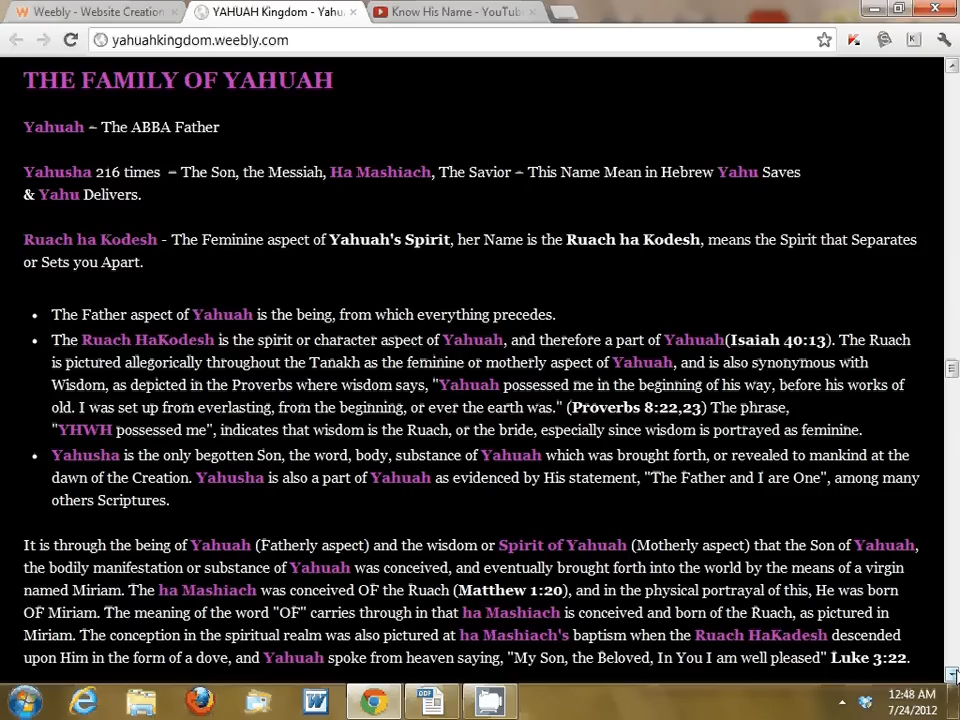 Weebly - Website Creation
YAHUAH Kingdom - Yahu
Know His Name - YouTub
yahuahkingdom.weebly.com
THE FAMILY OF YAHUAH
Yahuah – The ABBA Father
Yahusha 216 times – The Son, the Messiah, Ha Mashiach, The Savior – This Name Mean in Hebrew Yahu Saves
& Yahu Delivers.
Ruach ha Kodesh - The Feminine aspect of Yahuah's Spirit, her Name is the Ruach ha Kodesh, means the Spirit that Separates
or Sets you Apart.
• The Father aspect of Yahuah is the being, from which everything precedes.
• The Ruach HaKodesh is the spirit or character aspect of Yahuah, and therefore a part of Yahuah(Isaiah 40:13). The Ruach
is pictured allegorically throughout the Tanakh as the feminine or motherly aspect of Yahuah, and is also synonymous with
Wisdom, as depicted in the Proverbs where wisdom says, "Yahuah possessed me in the beginning of his way, before his works of
old. I was set up from everlasting, from the beginning, or ever the earth was." (Proverbs 8:22,23) The phrase,
"YHWH possessed me", indicates that wisdom is the Ruach, or the bride, especially since wisdom is portrayed as feminine.
• Yahusha is the only begotten Son, the word, body, substance of Yahuah which was brought forth, or revealed to mankind at the
dawn of the Creation. Yahusha is also a part of Yahuah as evidenced by His statement, "The Father and I are One", among many
others Scriptures.
It is through the being of Yahuah (Fatherly aspect) and the wisdom or Spirit of Yahuah (Motherly aspect) that the Son of Yahuah,
the bodily manifestation or substance of Yahuah was conceived, and eventually brought forth into the world by the means of a virgin
named Miriam. The ha Mashiach was conceived OF the Ruach (Matthew 1:20), and in the physical portrayal of this, He was born
OF Miriam. The meaning of the word "OF" carries through in that ha Mashiach is conceived and born of the Ruach, as pictured in
Miriam. The conception in the spiritual realm was also pictured at ha Mashiach's baptism when the Ruach HaKadesh descended
upon Him in the form of a dove, and Yahuah spoke from heaven saying, "My Son, the Beloved, In You I am well pleased" Luke 3:22.
12:48 AM
7/24/2012